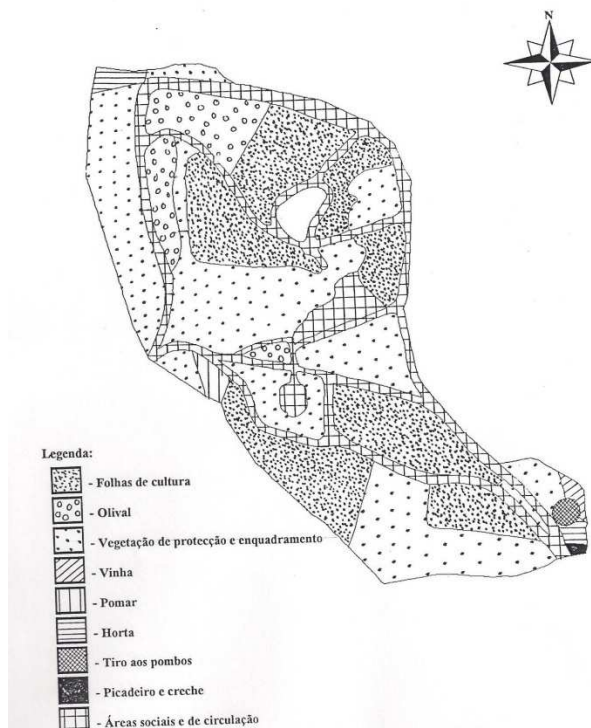 N
Legenda:
- Folhas de cultura
- Olival
- Vegetação de protecção e enquadramento
- Vinha
- Pomar
- Horta
- Tiro aos pombos
- Picadeiro e creche
- Áreas sociais e de circulação